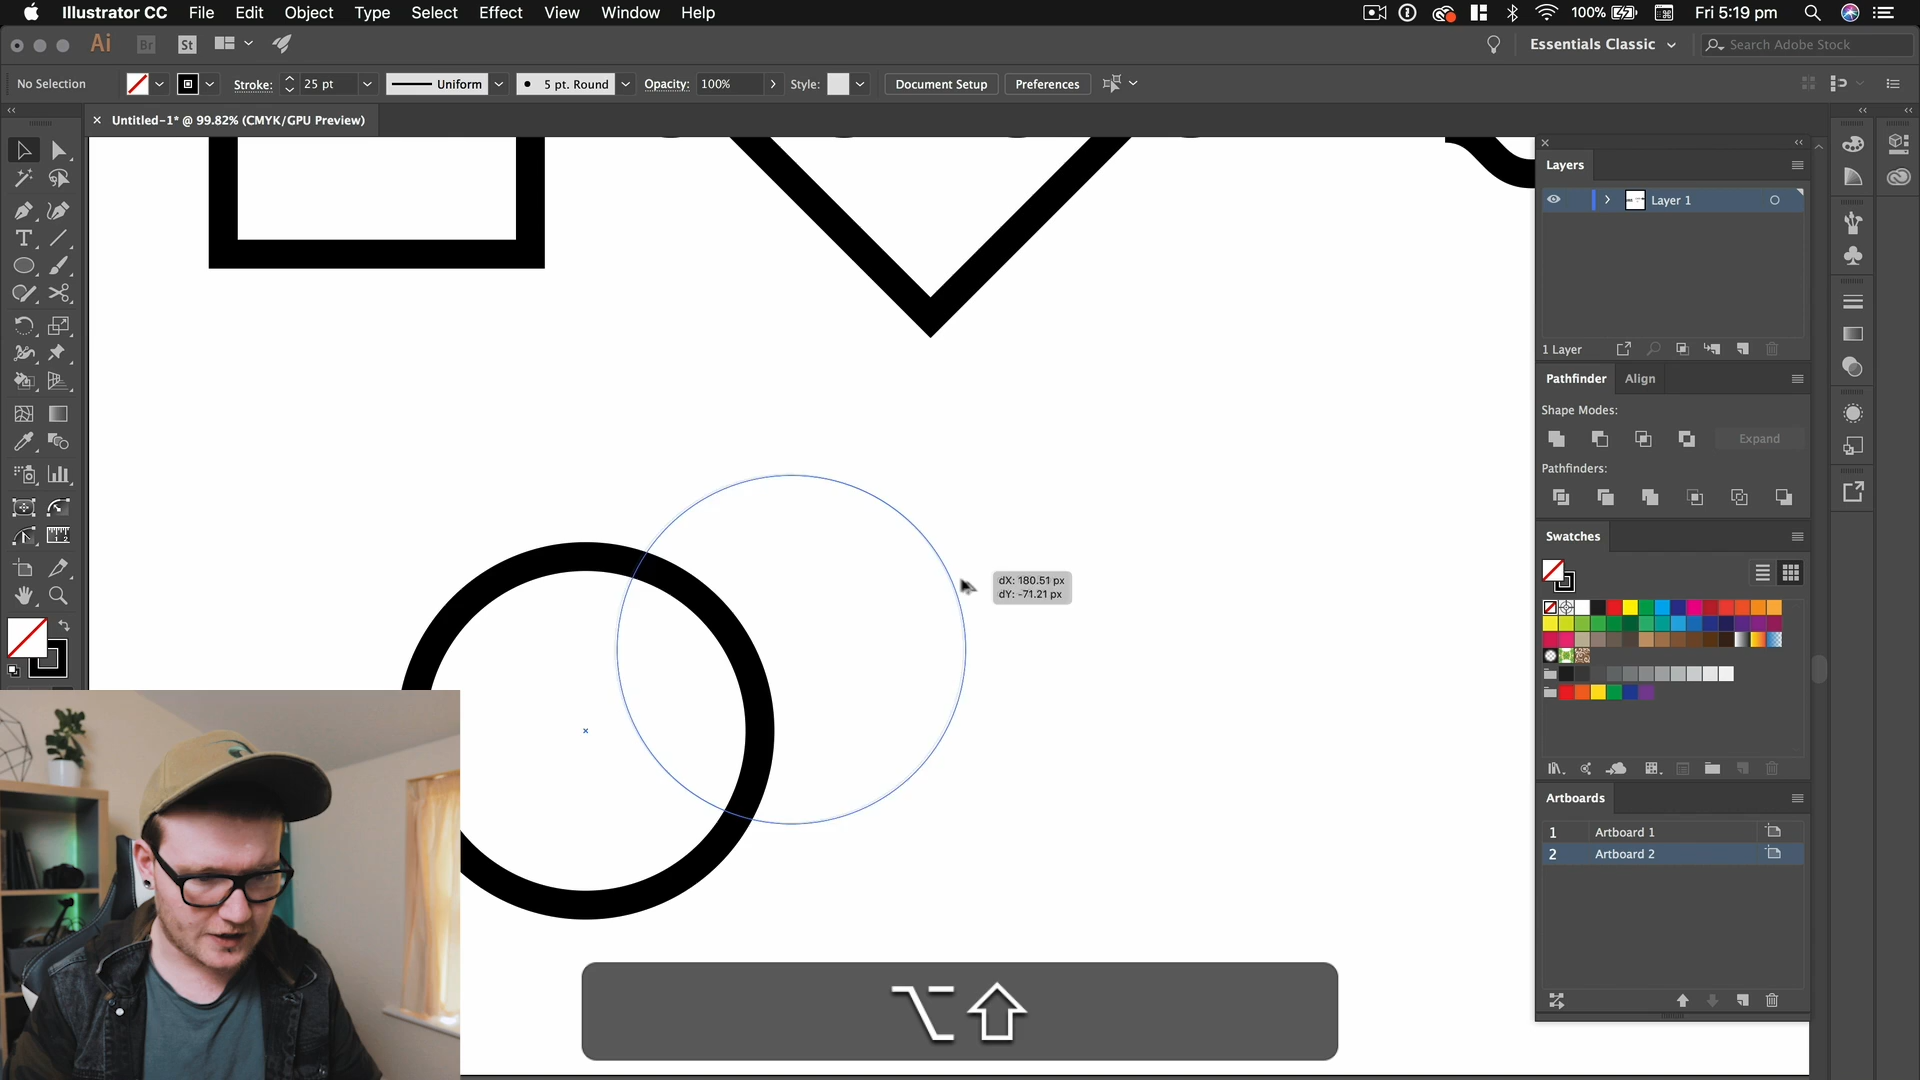 Illustrator CC File Edit Object Type Select Effect View Window Help 100% Fri 5:19 pm
Ai Br St Essentials Classic Search Adobe Stock
No Selection Stroke: 25 pt Uniform 5 pt. Round Opacity: 100% Style: Document Setup Preferences
Untitled-1* @ 99.82% (CMYK/GPU Preview)
Layers
Layer 1
1 Layer
Pathfinder Align
Shape Modes:
Expand
Pathfinders:
Swatches
dX: 180.51 px
dY: -71.21 px
Artboards
1 Artboard 1
2 Artboard 2
⌥⇧